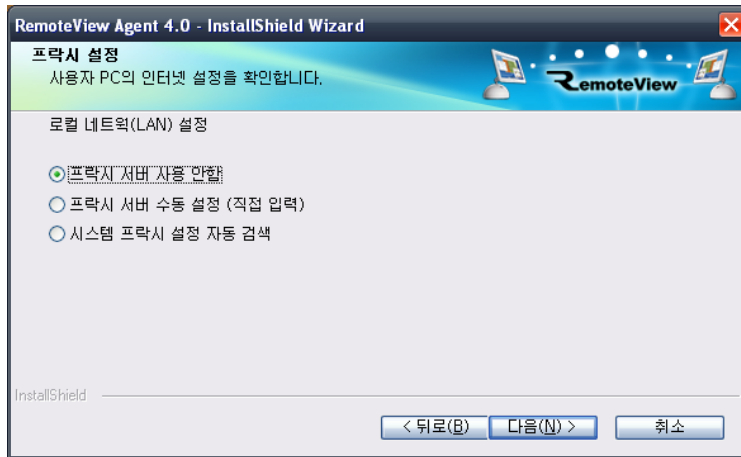 RemoteView Agent 4.0 - InstallShield Wizard
프락시 설정
사용자 PC의 인터넷 설정을 확인합니다.
RemoteView
로컬 네트웍(LAN) 설정
프락시 서버 사용 안함
프락시 서버 수동 설정 (직접 입력)
시스템 프락시 설정 자동 검색
InstallShield
< 뒤로(B) 다음(N) > 취소